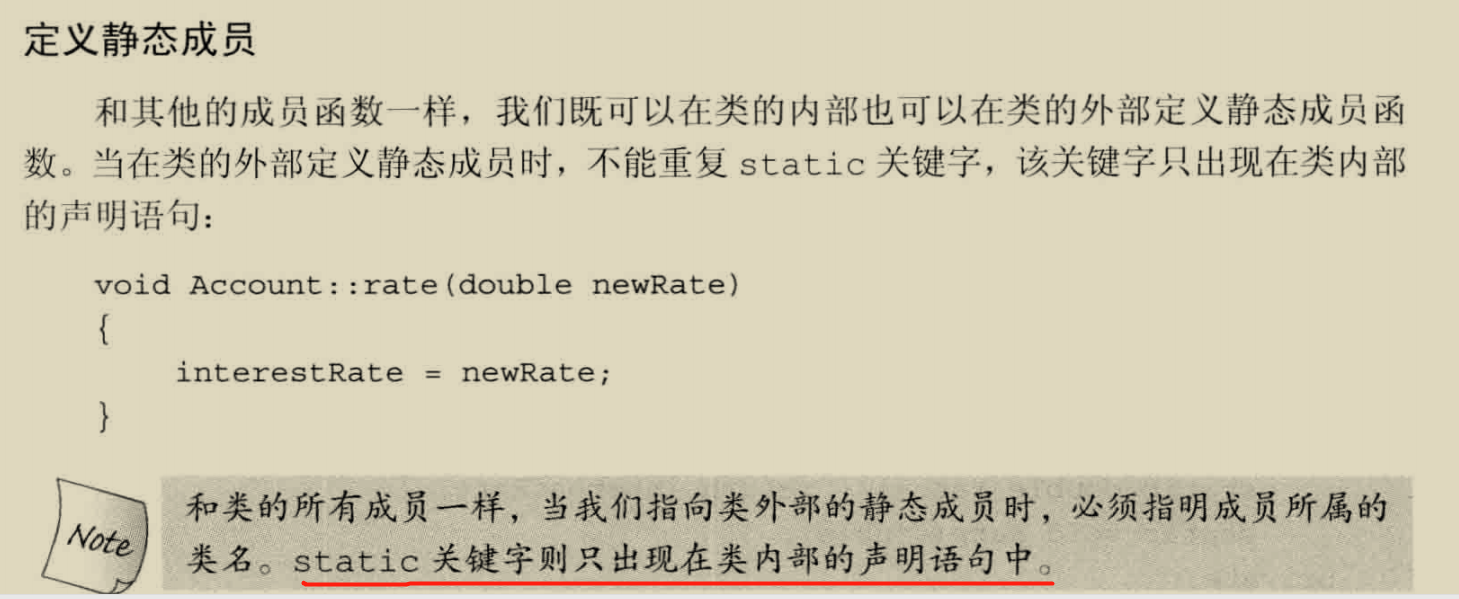 定义静态成员
和其他的成员函数一样，我们既可以在类的内部也可以在类的外部定义静态成员函
数。当在类的外部定义静态成员时，不能重复 static 关键字，该关键字只出现在类内部
的声明语句：
void Account::rate(double newRate)
{
interestRate = newRate;
}
Note
和类的所有成员一样，当我们指向类外部的静态成员时，必须指明成员所属的
类名。static 关键字则只出现在类内部的声明语句中。